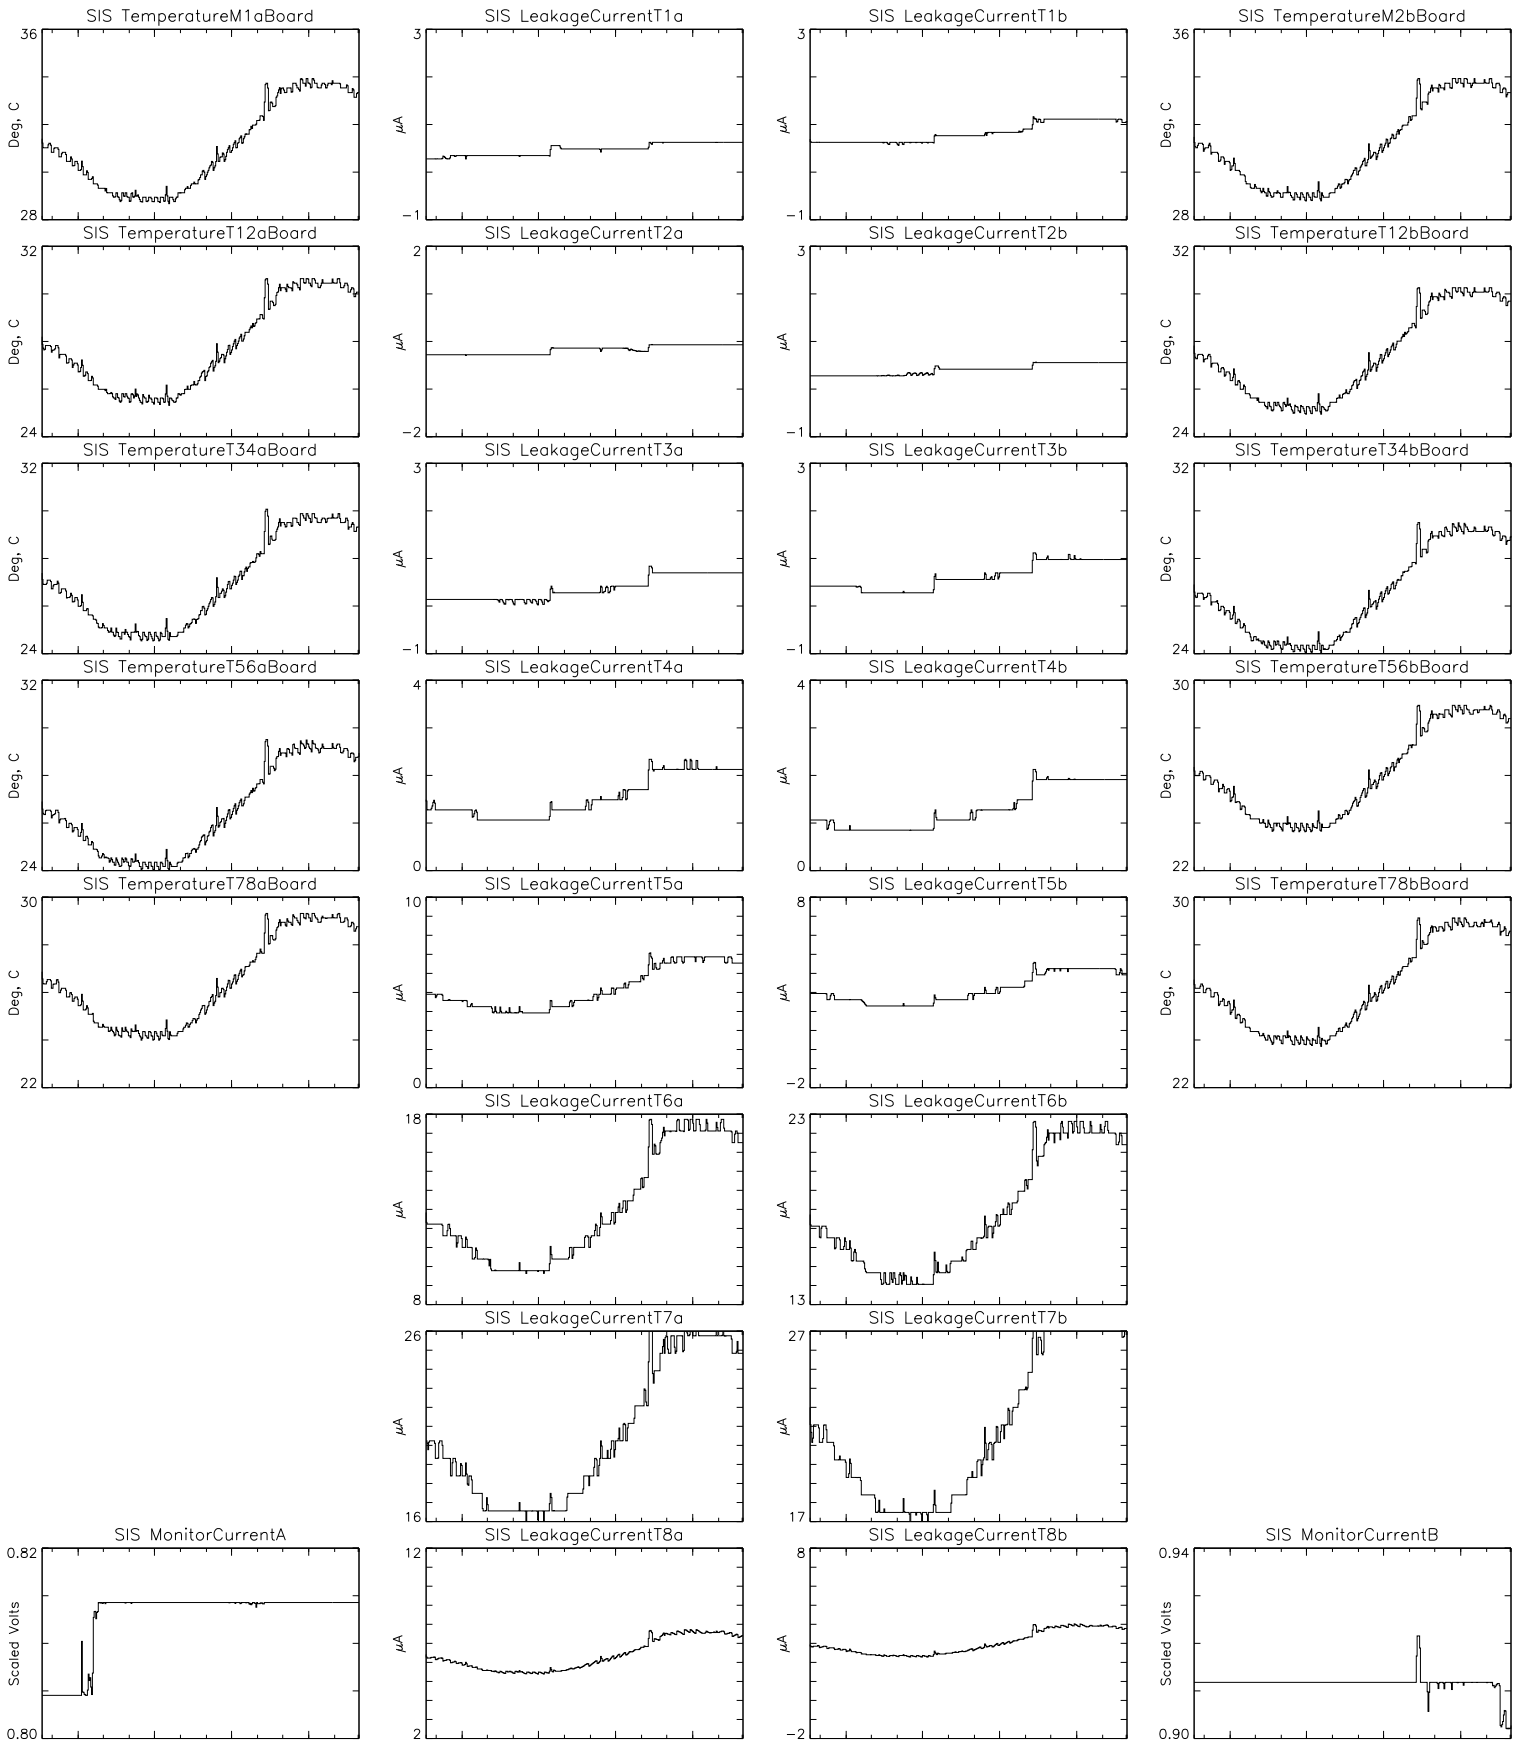 SIS TemperatureM1aBoard
SIS LeakageCurrentT1a
SIS LeakageCurrentT1b
SIS TemperatureM2bBoard
36
28
Deg, C
3
-1
μA
3
-1
μA
36
28
Deg, C
SIS TemperatureT12aBoard
SIS LeakageCurrentT2a
SIS LeakageCurrentT2b
SIS TemperatureT12bBoard
32
24
Deg, C
2
-2
μA
3
-1
μA
32
24
Deg, C
SIS TemperatureT34aBoard
SIS LeakageCurrentT3a
SIS LeakageCurrentT3b
SIS TemperatureT34bBoard
32
24
Deg, C
3
-1
μA
3
-1
μA
32
24
Deg, C
SIS TemperatureT56aBoard
SIS LeakageCurrentT4a
SIS LeakageCurrentT4b
SIS TemperatureT56bBoard
32
24
Deg, C
4
0
μA
4
0
μA
30
22
Deg, C
SIS TemperatureT78aBoard
SIS LeakageCurrentT5a
SIS LeakageCurrentT5b
SIS TemperatureT78bBoard
30
22
Deg, C
10
0
μA
8
-2
μA
30
22
Deg, C
SIS LeakageCurrentT6a
SIS LeakageCurrentT6b
18
8
μA
23
13
μA
SIS LeakageCurrentT7a
SIS LeakageCurrentT7b
26
16
μA
27
17
μA
SIS MonitorCurrentA
SIS LeakageCurrentT8a
SIS LeakageCurrentT8b
SIS MonitorCurrentB
0.82
0.80
Scaled Volts
12
2
μA
8
-2
μA
0.94
0.90
Scaled Volts